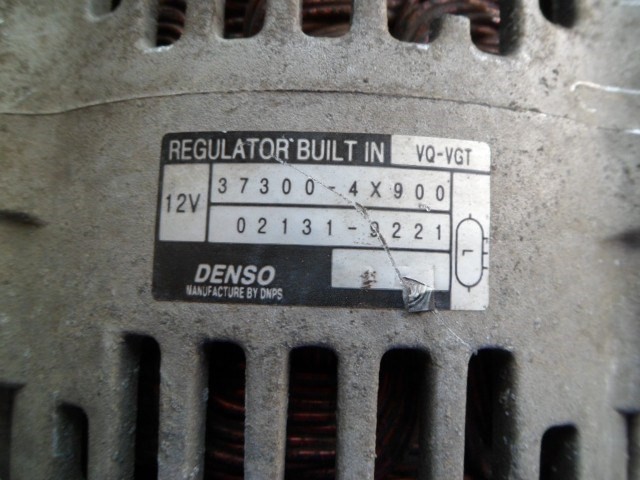 REGULATOR BUILT IN VQ-VGT
12V 37300-4X900
02131-9221
DENSO
MANUFACTURE BY DNPS
L